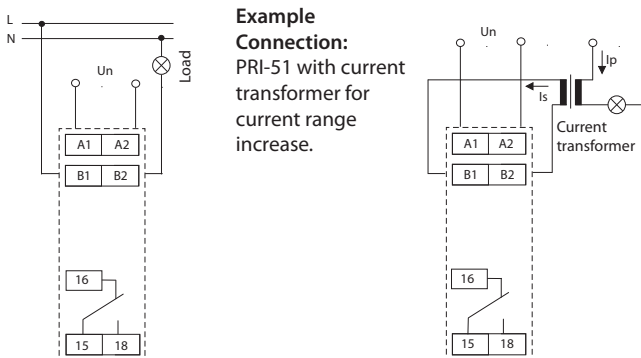 L
N
Un
Load
A1 A2
B1 B2
16
15 18
Example
Connection:
PRI-51 with current
transformer for
current range
increase.
Un
Ip
Is
Current
transformer
A1 A2
B1 B2
16
15 18